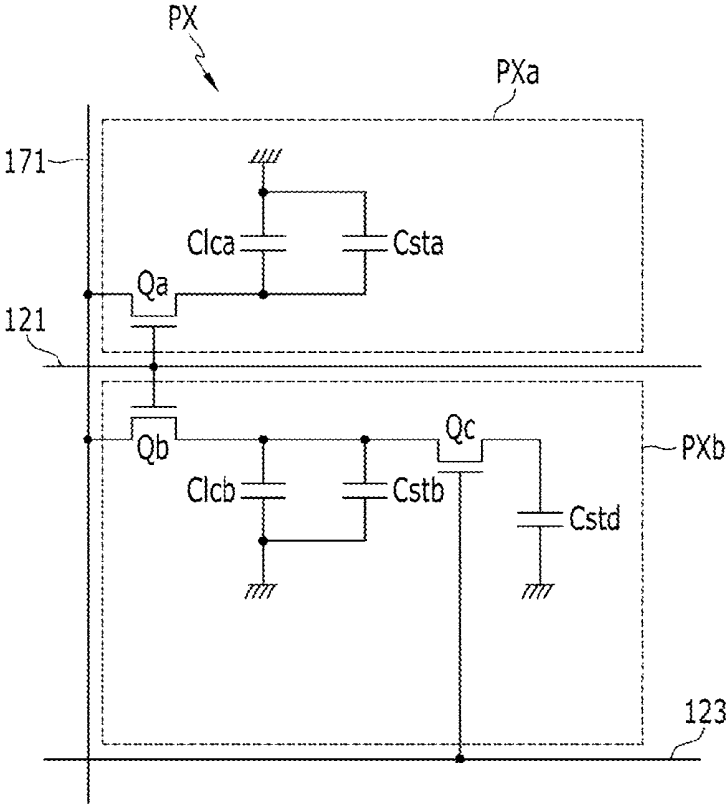 PX
PXa
171
Clca
Csta
Qa
121
Qb
Qc
PXb
Clcb
Cstb
Cstd
123